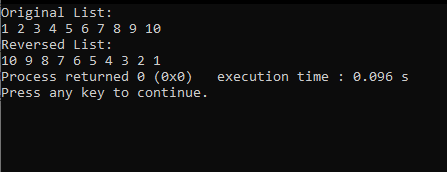 Original List:
1 2 3 4 5 6 7 8 9 10
Reversed List:
10 9 8 7 6 5 4 3 2 1
Process returned 0 (0x0)   execution time : 0.096 s
Press any key to continue.